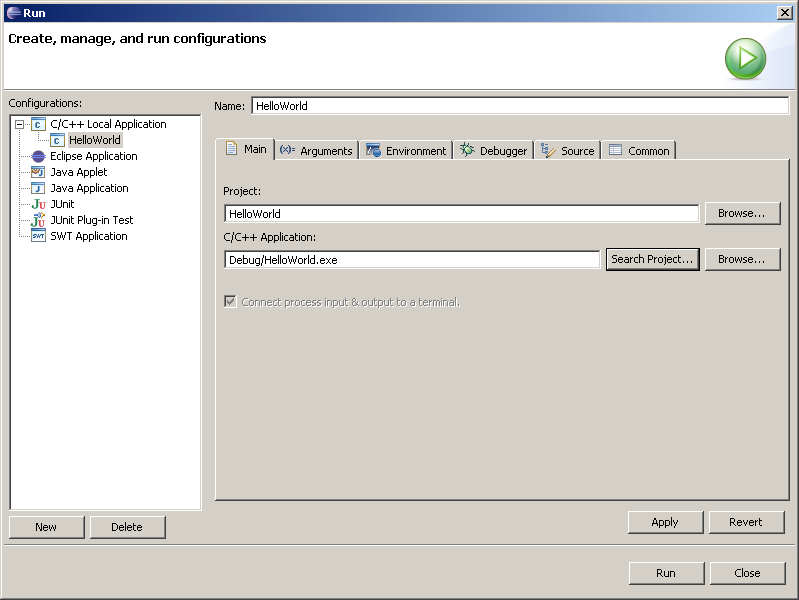 Run
Create, manage, and run configurations
Configurations:
C/C++ Local Application
HelloWorld
Eclipse Application
Java Applet
Java Application
JUnit
JUnit Plug-in Test
SWT Application
New
Delete
Name:
HelloWorld
Main
Arguments
Environment
Debugger
Source
Common
Project:
HelloWorld
Browse...
C/C++ Application:
Debug/HelloWorld.exe
Search Project...
Browse...
Connect process input & output to a terminal.
Apply
Revert
Run
Close